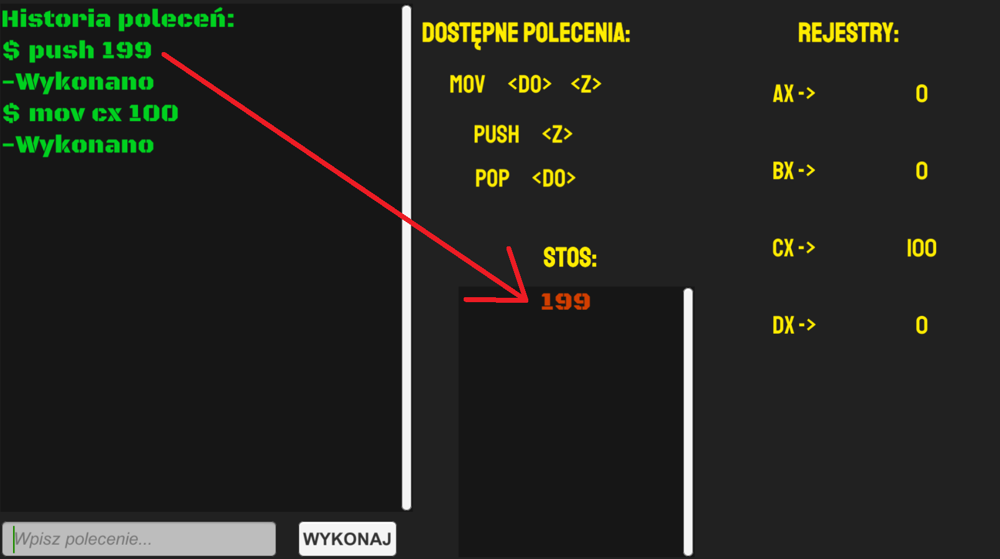 Historia poleceń:
$ push 199
-Wykonano
$ mov cx 100
-Wykonano
Wpisz polecenie...
WYKONAJ
DOSTĘPNE POLECENIA:
MOV <DO> <Z>
PUSH <Z>
POP <DO>
STOS:
199
REJESTRY:
AX -> 0
BX -> 0
CX -> 100
DX -> 0